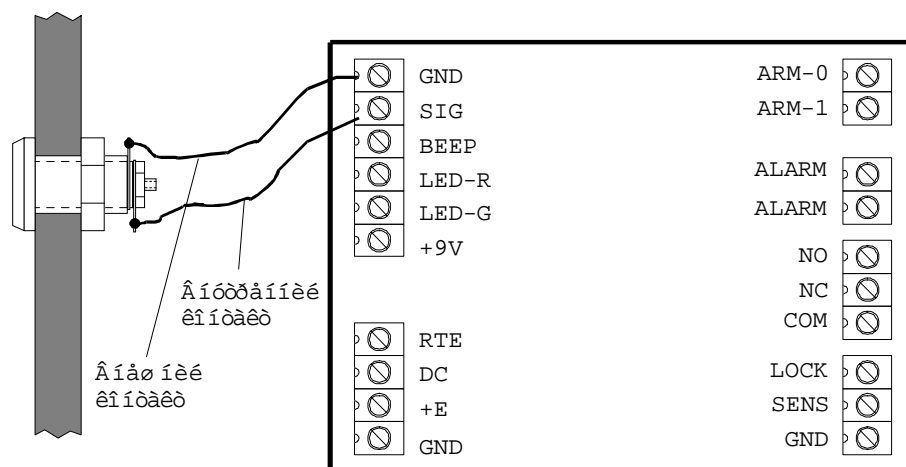 GND
SIG
BEEP
LED-R
LED-G
+9V
Âíóòðåííèé
êîíòàêò
Âíåø íèé
êîíòàêò
RTE
DC
+E
GND
ARM-0
ARM-1
ALARM
ALARM
NO
NC
COM
LOCK
SENS
GND